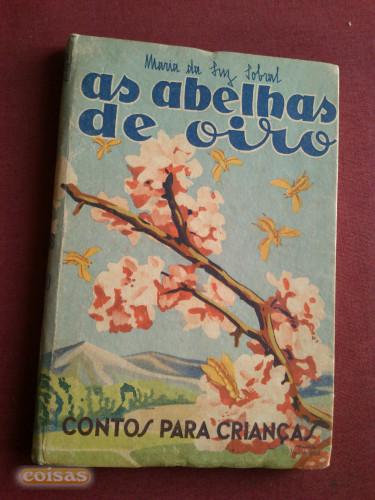 Maria da Luz Sobral
as abelhas
de oiro
CONTOS PARA CRIANÇAS
coisas